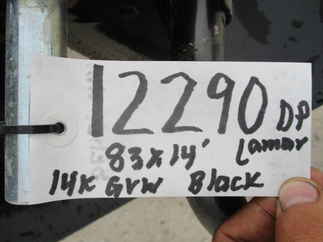 12290 DP
83x14' Lamar
14K GVW Black